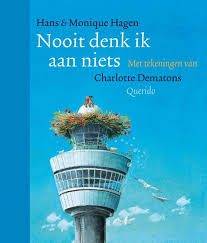 Hans & Monique Hagen
Nooit denk ik
aan niets Met tekeningen van
Charlotte Dematons
Querido